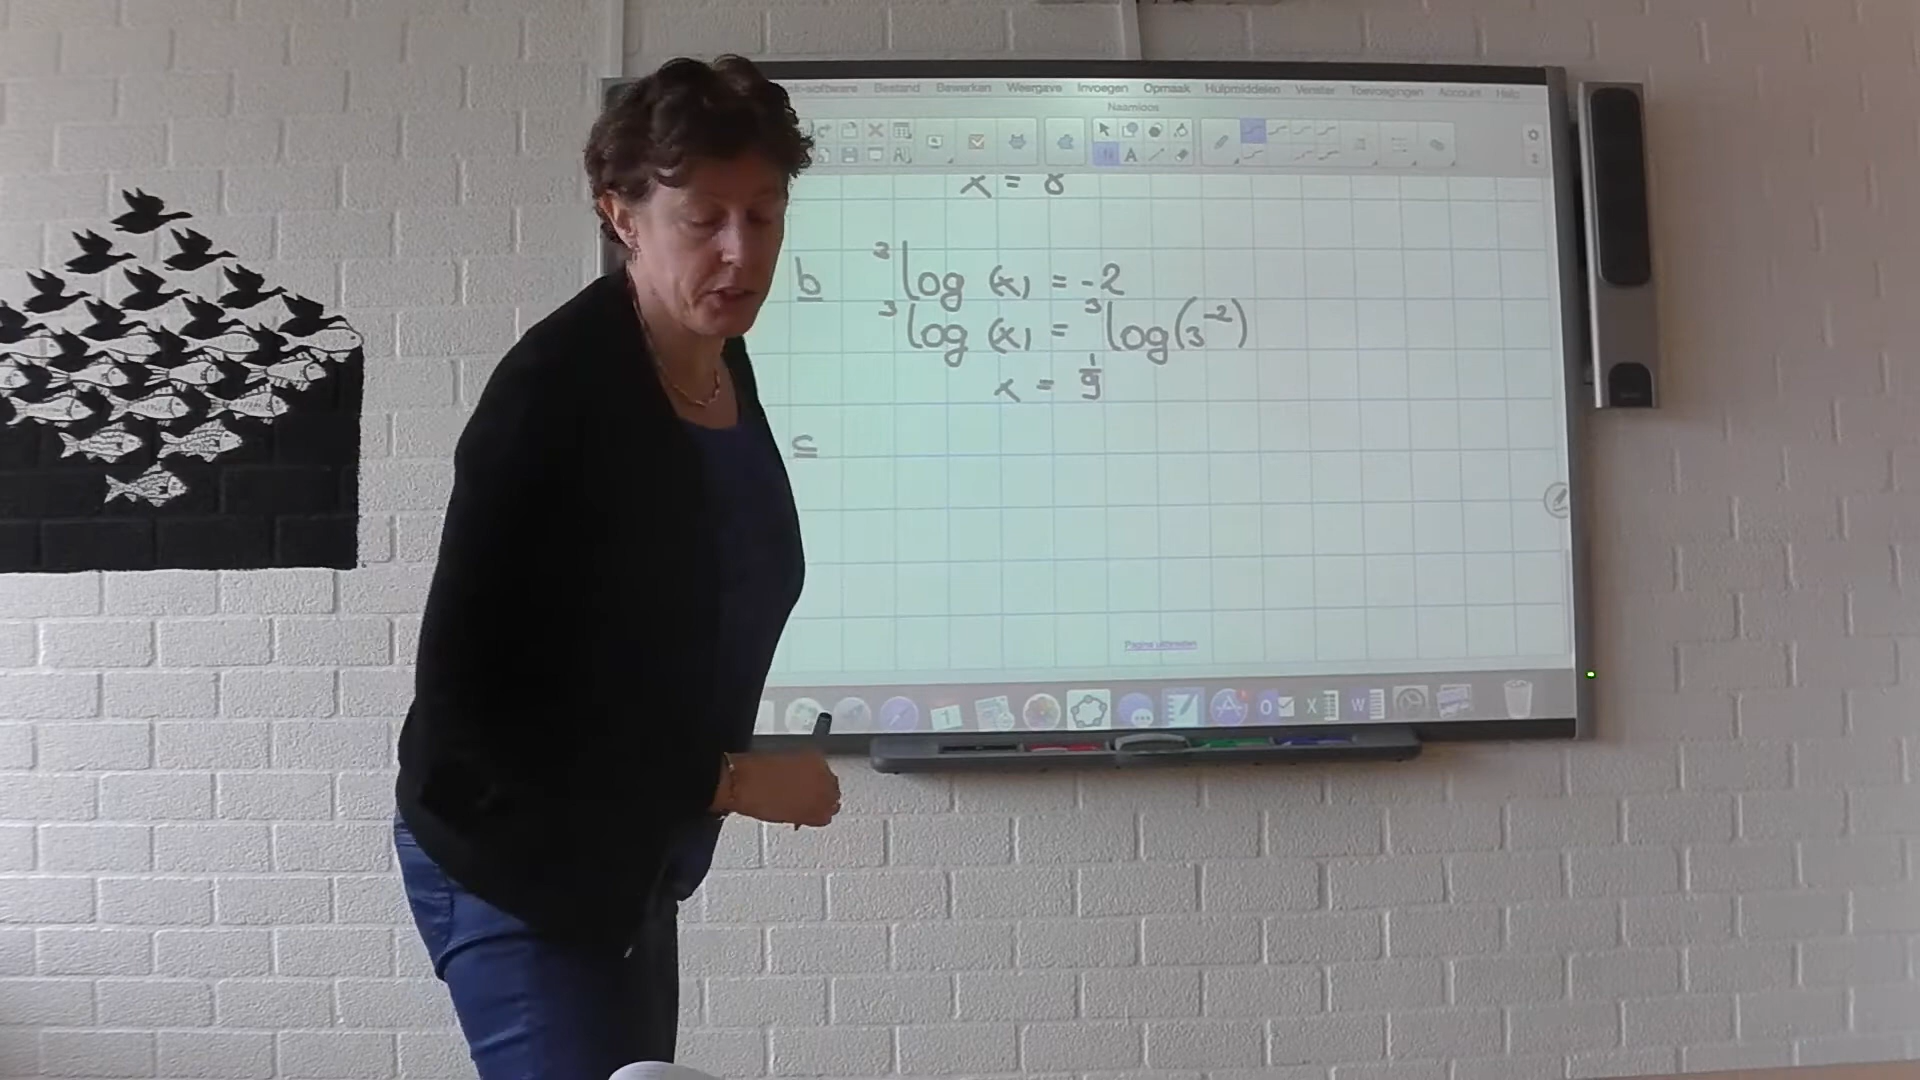 Bestand Bewerken Weergave Invoegen Opmaak Hulpmiddelen Venster Toevoegingen Account Help
Naamloos
x = 8
b ³log (x) = -2
³log (x) = ³log(3⁻²)
x = 1/9
c
Pagina uitbreiden